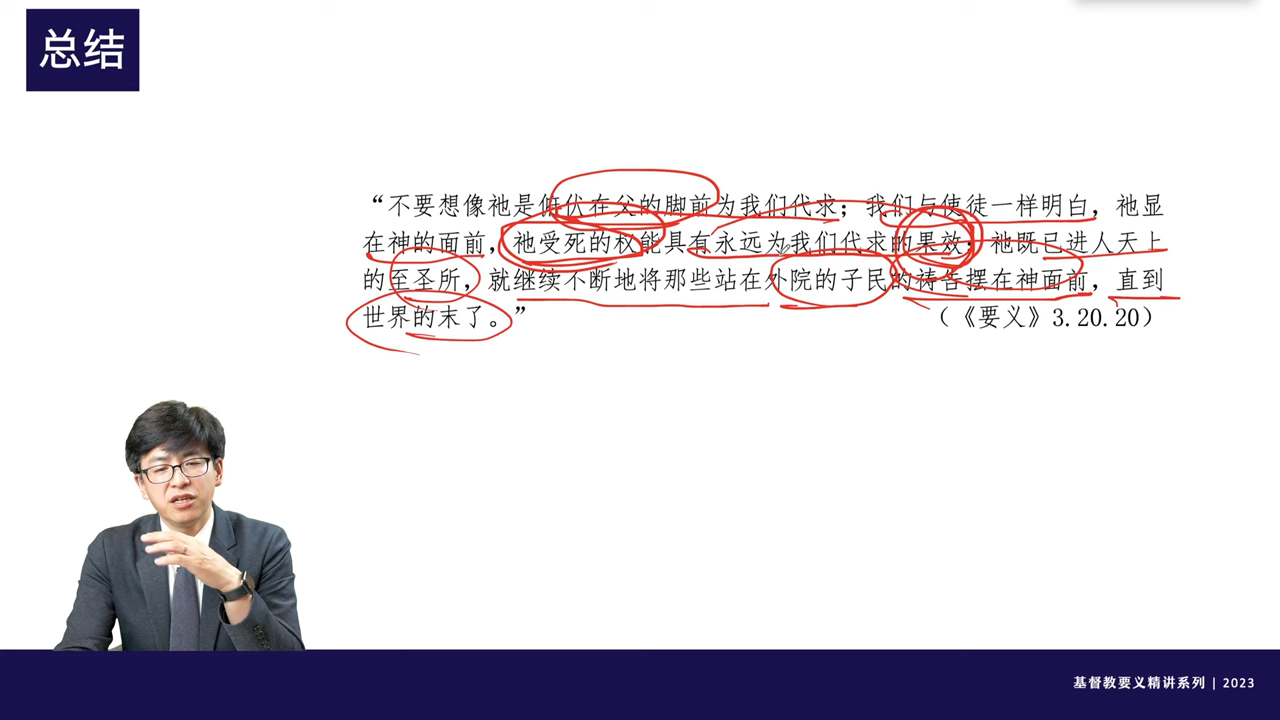 总结
“不要想像祂是俯伏在父的脚前为我们代求；我们与使徒一样明白，祂显
在神的面前，祂受死的权能具有永远为我们代求的果效；祂既已进人天上
的至圣所，就继续不断地将那些站在外院的子民的祷告摆在神面前，直到
世界的末了。”
（《要义》3.20.20）
基督教要义精讲系列 | 2023